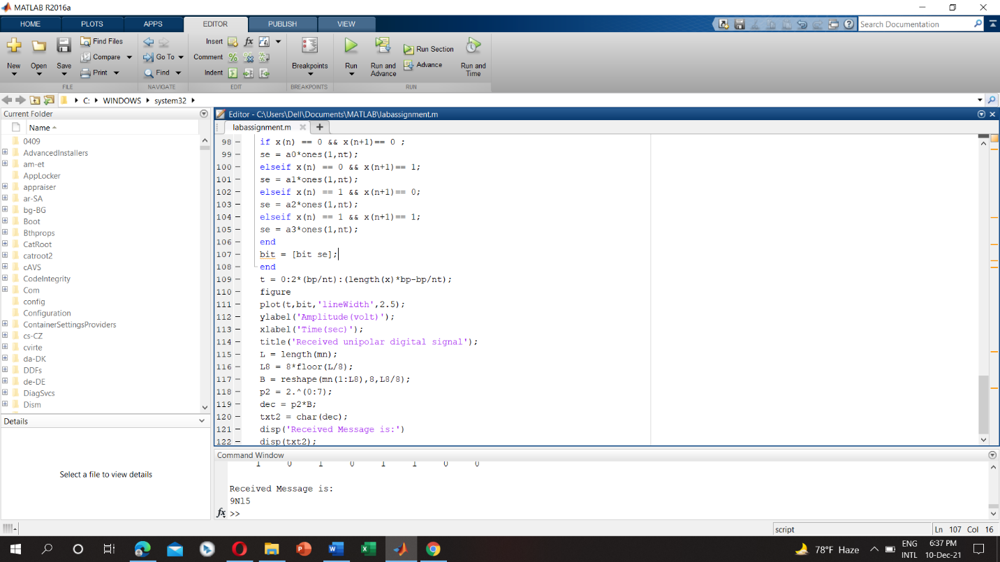 MATLAB R2016a
HOME PLOTS APPS EDITOR PUBLISH VIEW
Search Documentation
New Open Save Find Files Compare Print
FILE
Go To Find
NAVIGATE
Insert fx
Comment %
Indent
EDIT
Breakpoints
BREAKPOINTS
Run Run and Advance Run Section Advance Run and Time
RUN
C: WINDOWS system32
Current Folder
Name
0409
AdvancedInstallers
am-et
AppLocker
appraiser
ar-SA
bg-BG
Boot
Bthprops
CatRoot
catroot2
cAVS
CodeIntegrity
Com
config
Configuration
ContainerSettingsProviders
cs-CZ
cvirte
da-DK
DDFs
de-DE
DiagSvcs
Dism
Details
Select a file to view details
Editor - C:\Users\Dell\Documents\MATLAB\labassignment.m
labassignment.m +
98 – if x(n) == 0 && x(n+1)== 0 ;
99 – se = a0*ones(1,nt);
100 – elseif x(n) == 0 && x(n+1)== 1;
101 – se = a1*ones(1,nt);
102 – elseif x(n) == 1 && x(n+1)== 0;
103 – se = a2*ones(1,nt);
104 – elseif x(n) == 1 && x(n+1)== 1;
105 – se = a3*ones(1,nt);
106 – end
107 – bit = [bit se];
108 – end
109 – t = 0:2*(bp/nt):(length(x)*bp-bp/nt);
110 – figure
111 – plot(t,bit,'lineWidth',2.5);
112 – ylabel('Amplitude(volt)');
113 – xlabel('Time(sec)');
114 – title('Received unipolar digital signal');
115 – L = length(mn);
116 – L8 = 8*floor(L/8);
117 – B = reshape(mn(1:L8),8,L8/8);
118 – p2 = 2.^(0:7);
119 – dec = p2*B;
120 – txt2 = char(dec);
121 – disp('Received Message is:')
122 – disp(txt2);
Command Window
1 0 1 0 1 1 0 0
Received Message is:
9Nl5
fx >>
script
Ln 107 Col 16
78°F Haze
ENG
INTL
6:37 PM
10-Dec-21